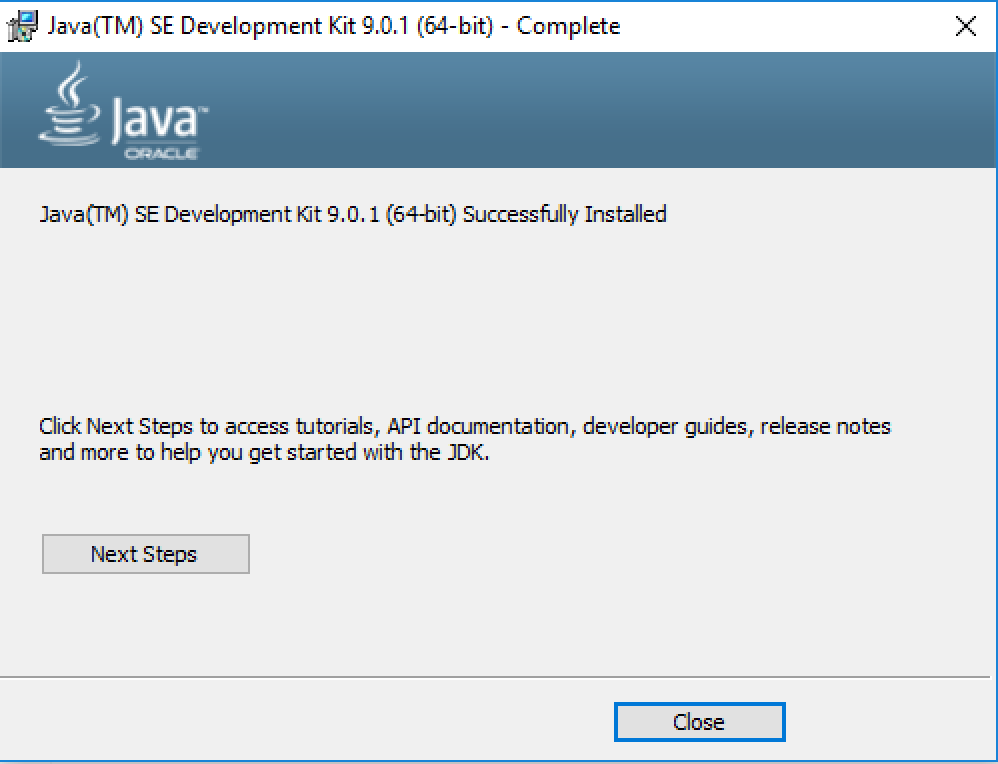 Java(TM) SE Development Kit 9.0.1 (64-bit) - Complete
Java™
ORACLE
Java(TM) SE Development Kit 9.0.1 (64-bit) Successfully Installed
Click Next Steps to access tutorials, API documentation, developer guides, release notes
and more to help you get started with the JDK.
Next Steps
Close